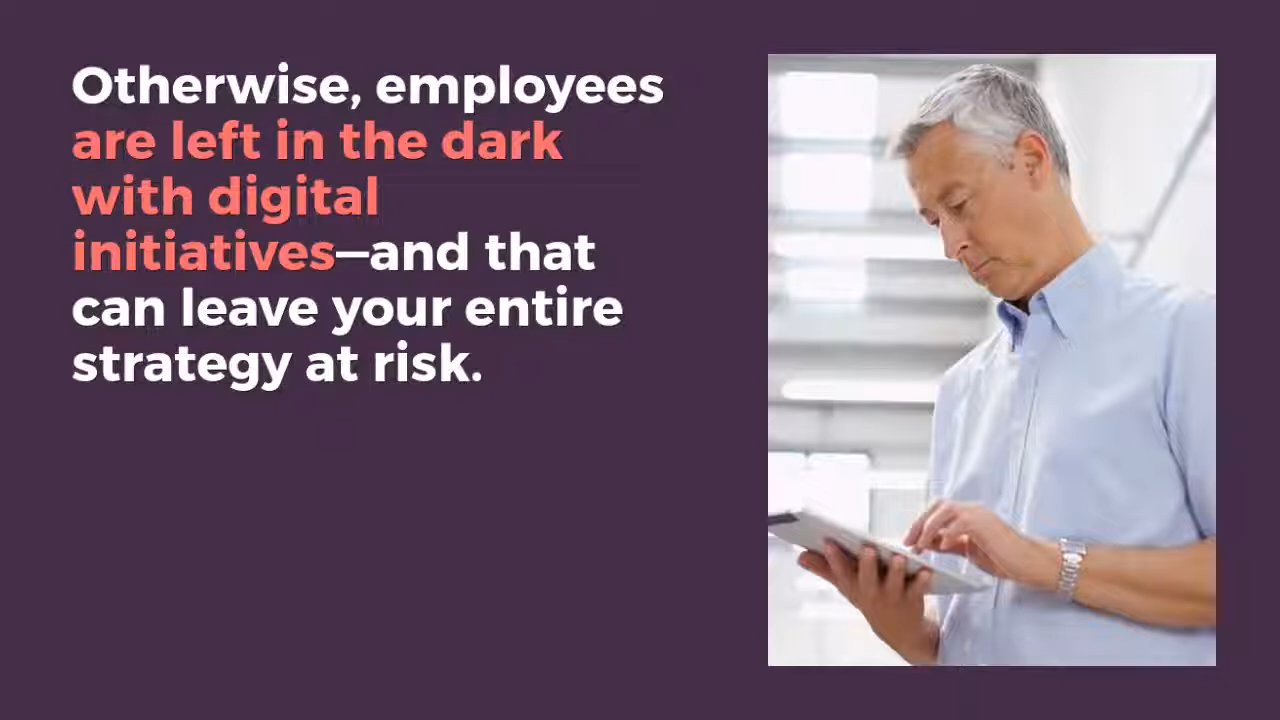 Otherwise, employees
are left in the dark
with digital
initiatives—and that
can leave your entire
strategy at risk.